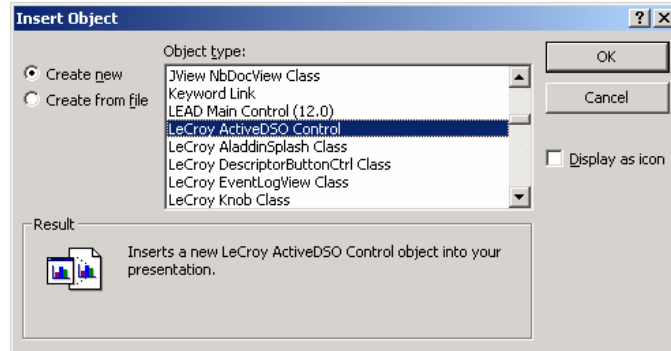 Insert Object
Object type:
Create new
Create from file
JView NbDocView Class
Keyword Link
LEAD Main Control (12.0)
LeCroy ActiveDSO Control
LeCroy AladdinSplash Class
LeCroy DescriptorButtonCtrl Class
LeCroy EventLogView Class
LeCroy Knob Class
OK
Cancel
Display as icon
Result
Inserts a new LeCroy ActiveDSO Control object into your
presentation.